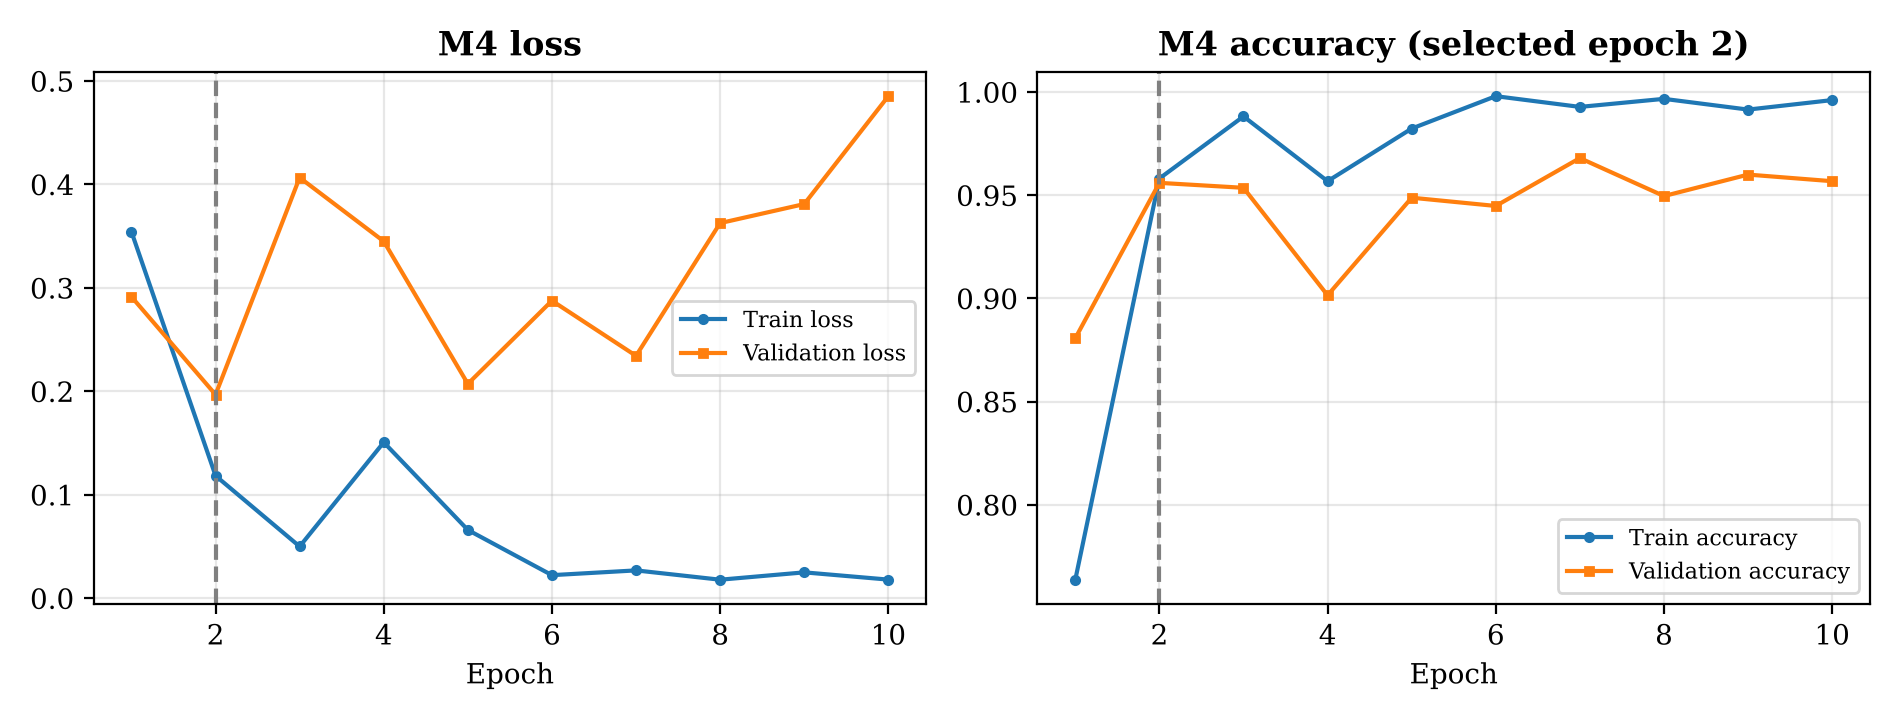 M4 loss
0.5
0.4
0.3
0.2
0.1
0.0
Train loss
Validation loss
2 4 6 8 10
Epoch
M4 accuracy (selected epoch 2)
1.00
0.95
0.90
0.85
0.80
Train accuracy
Validation accuracy
2 4 6 8 10
Epoch